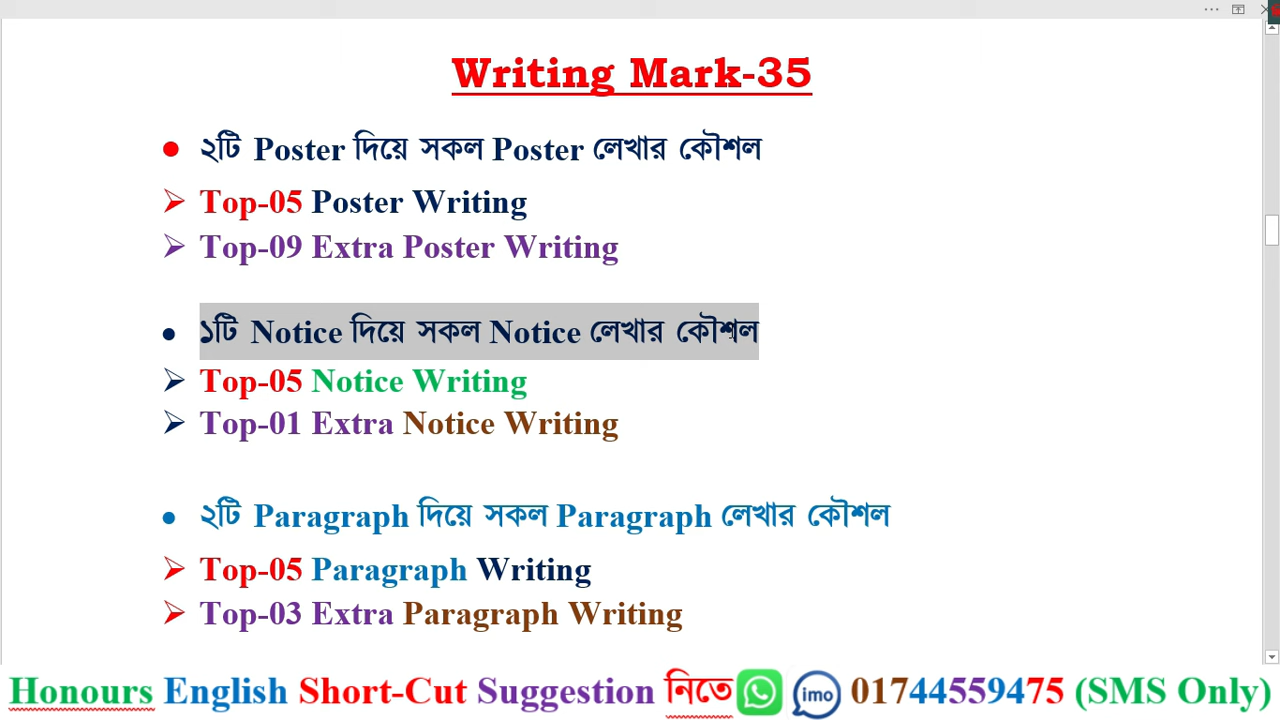 Writing Mark-35
২টি Poster দিয়ে সকল Poster লেখার কৌশল
Top-05 Poster Writing
Top-09 Extra Poster Writing
১টি Notice দিয়ে সকল Notice লেখার কৌশল
Top-05 Notice Writing
Top-01 Extra Notice Writing
২টি Paragraph দিয়ে সকল Paragraph লেখার কৌশল
Top-05 Paragraph Writing
Top-03 Extra Paragraph Writing
Honours English Short-Cut Suggestion নিতে imo 01744559475 (SMS Only)